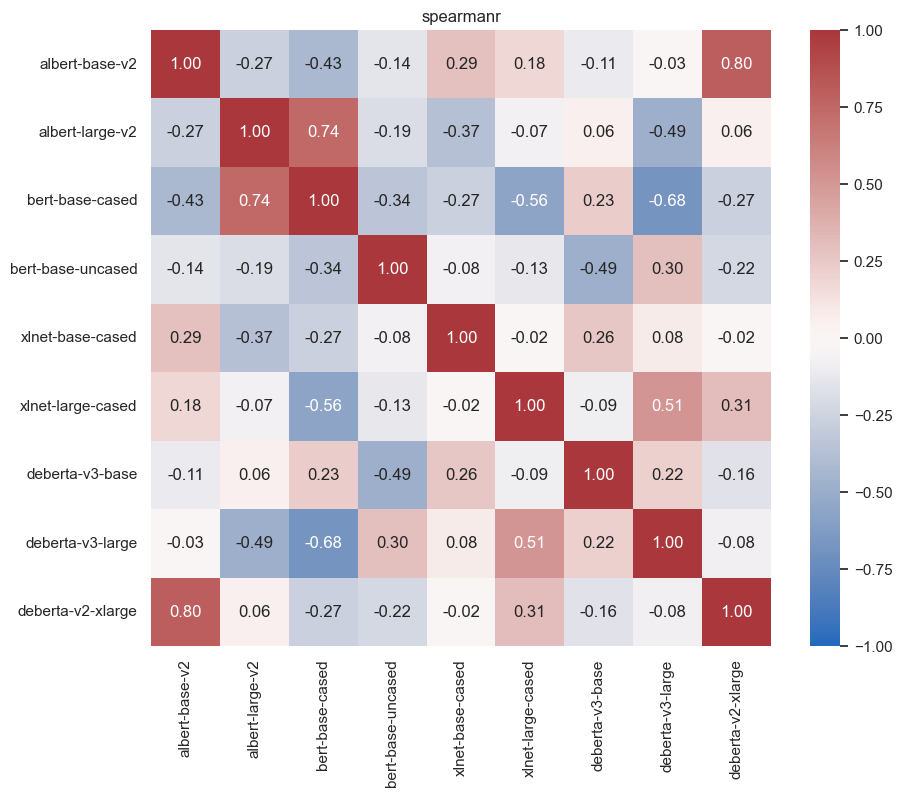 spearmanr
albert-base-v2 1.00 -0.27 -0.43 -0.14 0.29 0.18 -0.11 -0.03 0.80
albert-large-v2 -0.27 1.00 0.74 -0.19 -0.37 -0.07 0.06 -0.49 0.06
bert-base-cased -0.43 0.74 1.00 -0.34 -0.27 -0.56 0.23 -0.68 -0.27
bert-base-uncased -0.14 -0.19 -0.34 1.00 -0.08 -0.13 -0.49 0.30 -0.22
xlnet-base-cased 0.29 -0.37 -0.27 -0.08 1.00 -0.02 0.26 0.08 -0.02
xlnet-large-cased 0.18 -0.07 -0.56 -0.13 -0.02 1.00 -0.09 0.51 0.31
deberta-v3-base -0.11 0.06 0.23 -0.49 0.26 -0.09 1.00 0.22 -0.16
deberta-v3-large -0.03 -0.49 -0.68 0.30 0.08 0.51 0.22 1.00 -0.08
deberta-v2-xlarge 0.80 0.06 -0.27 -0.22 -0.02 0.31 -0.16 -0.08 1.00
albert-base-v2
albert-large-v2
bert-base-cased
bert-base-uncased
xlnet-base-cased
xlnet-large-cased
deberta-v3-base
deberta-v3-large
deberta-v2-xlarge
1.00
0.75
0.50
0.25
0.00
−0.25
−0.50
−0.75
−1.00